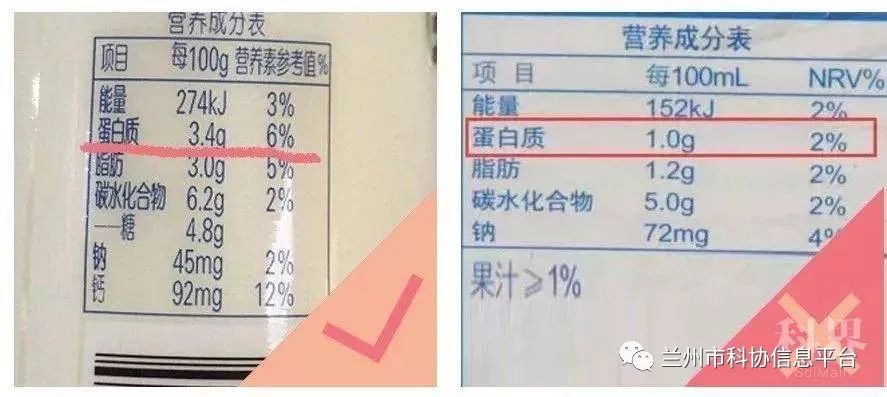 营养成分表
项目 每100g 营养素参考值%
能量 274kJ 3%
蛋白质 3.4g 6%
脂肪 3.0g 5%
碳水化合物 6.2g 2%
——糖 4.8g
钠 45mg 2%
钙 92mg 12%
营养成分表
项 目 每100mL NRV%
能量 152kJ 2%
蛋白质 1.0g 2%
脂肪 1.2g 2%
碳水化合物 5.0g 2%
钠 72mg 4%
果汁≥1%
科界
SciMall
兰州市科协信息平台